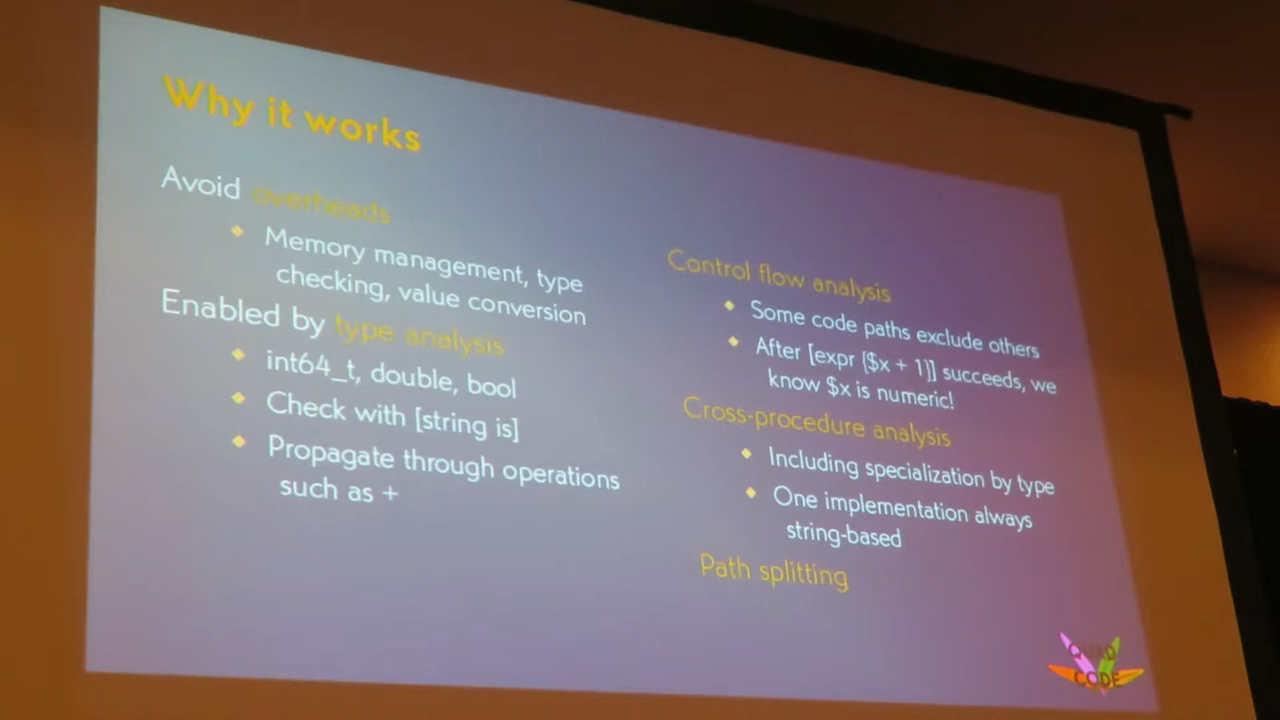 Why it works
Avoid overheads
Memory management, type
checking, value conversion
Enabled by type analysis
int64_t, double, bool
Check with [string is]
Propagate through operations
such as +
Control flow analysis
Some code paths exclude others
After [expr {$x + 1}] succeeds, we
know $x is numeric!
Cross-procedure analysis
Including specialization by type
One implementation always
string-based
Path splitting
QUAD
CODE